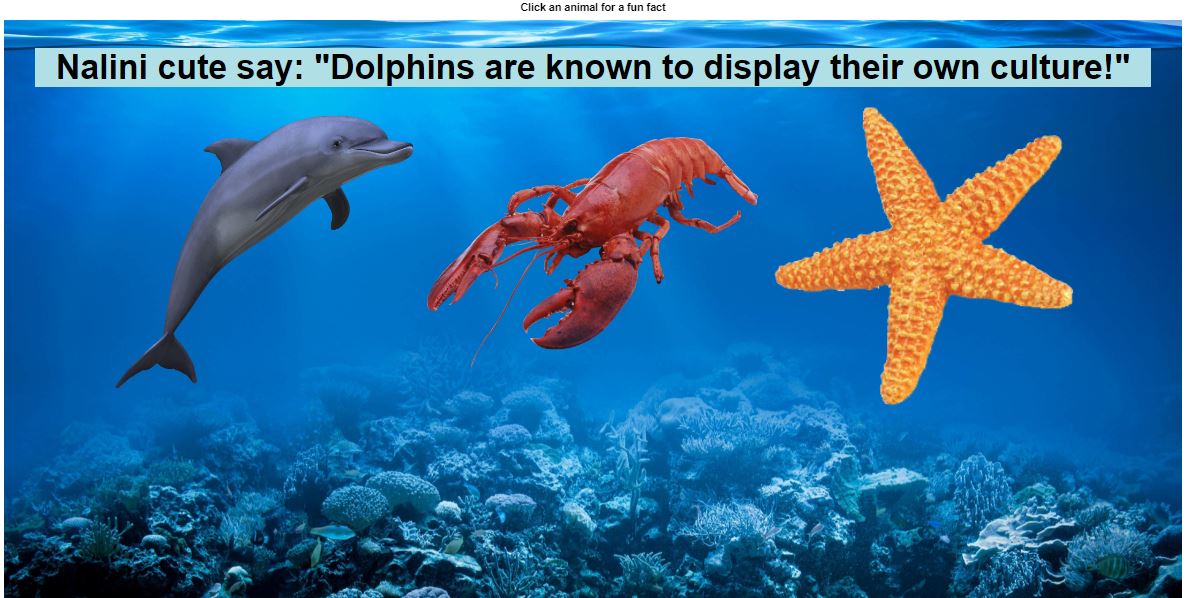 Click an animal for a fun fact
Nalini cute say: "Dolphins are known to display their own culture!"